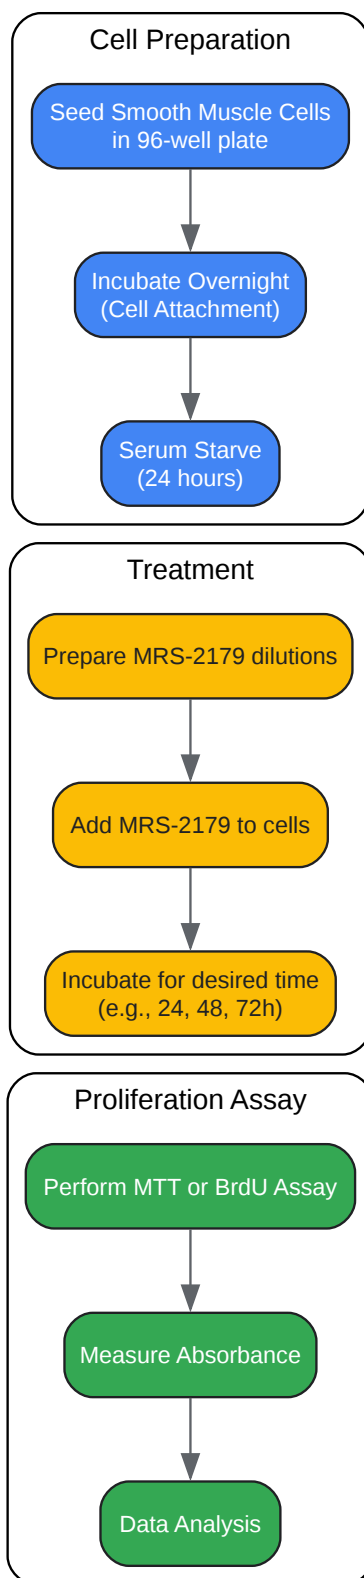 Cell Preparation
Seed Smooth Muscle Cells
in 96-well plate
Incubate Overnight
(Cell Attachment)
Serum Starve
(24 hours)
Treatment
Prepare MRS-2179 dilutions
Add MRS-2179 to cells
Incubate for desired time
(e.g., 24, 48, 72h)
Proliferation Assay
Perform MTT or BrdU Assay
Measure Absorbance
Data Analysis